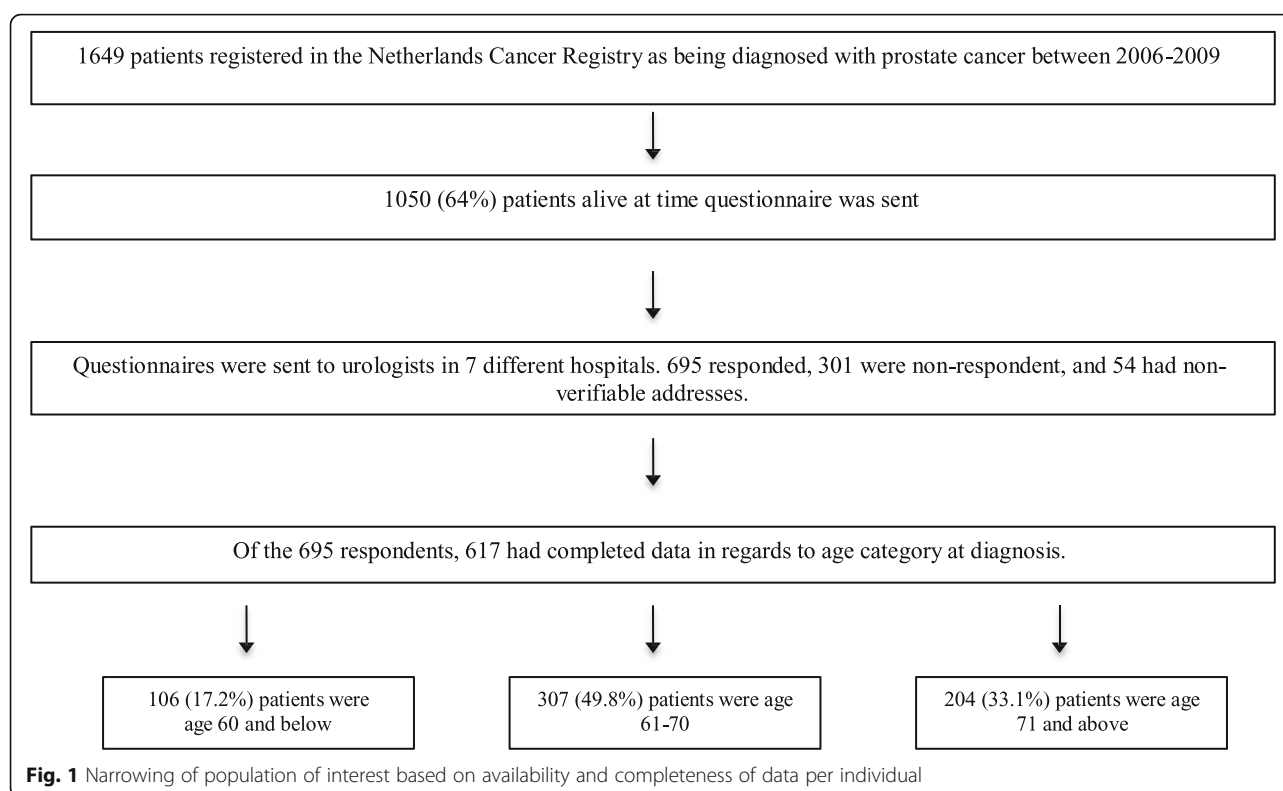 1649 patients registered in the Netherlands Cancer Registry as being diagnosed with prostate cancer between 2006-2009
1050 (64%) patients alive at time questionnaire was sent
Questionnaires were sent to urologists in 7 different hospitals. 695 responded, 301 were non-respondent, and 54 had non-
verifiable addresses.
Of the 695 respondents, 617 had completed data in regards to age category at diagnosis.
106 (17.2%) patients were
age 60 and below
307 (49.8%) patients were age
61-70
204 (33.1%) patients were age
71 and above
Fig. 1 Narrowing of population of interest based on availability and completeness of data per individual